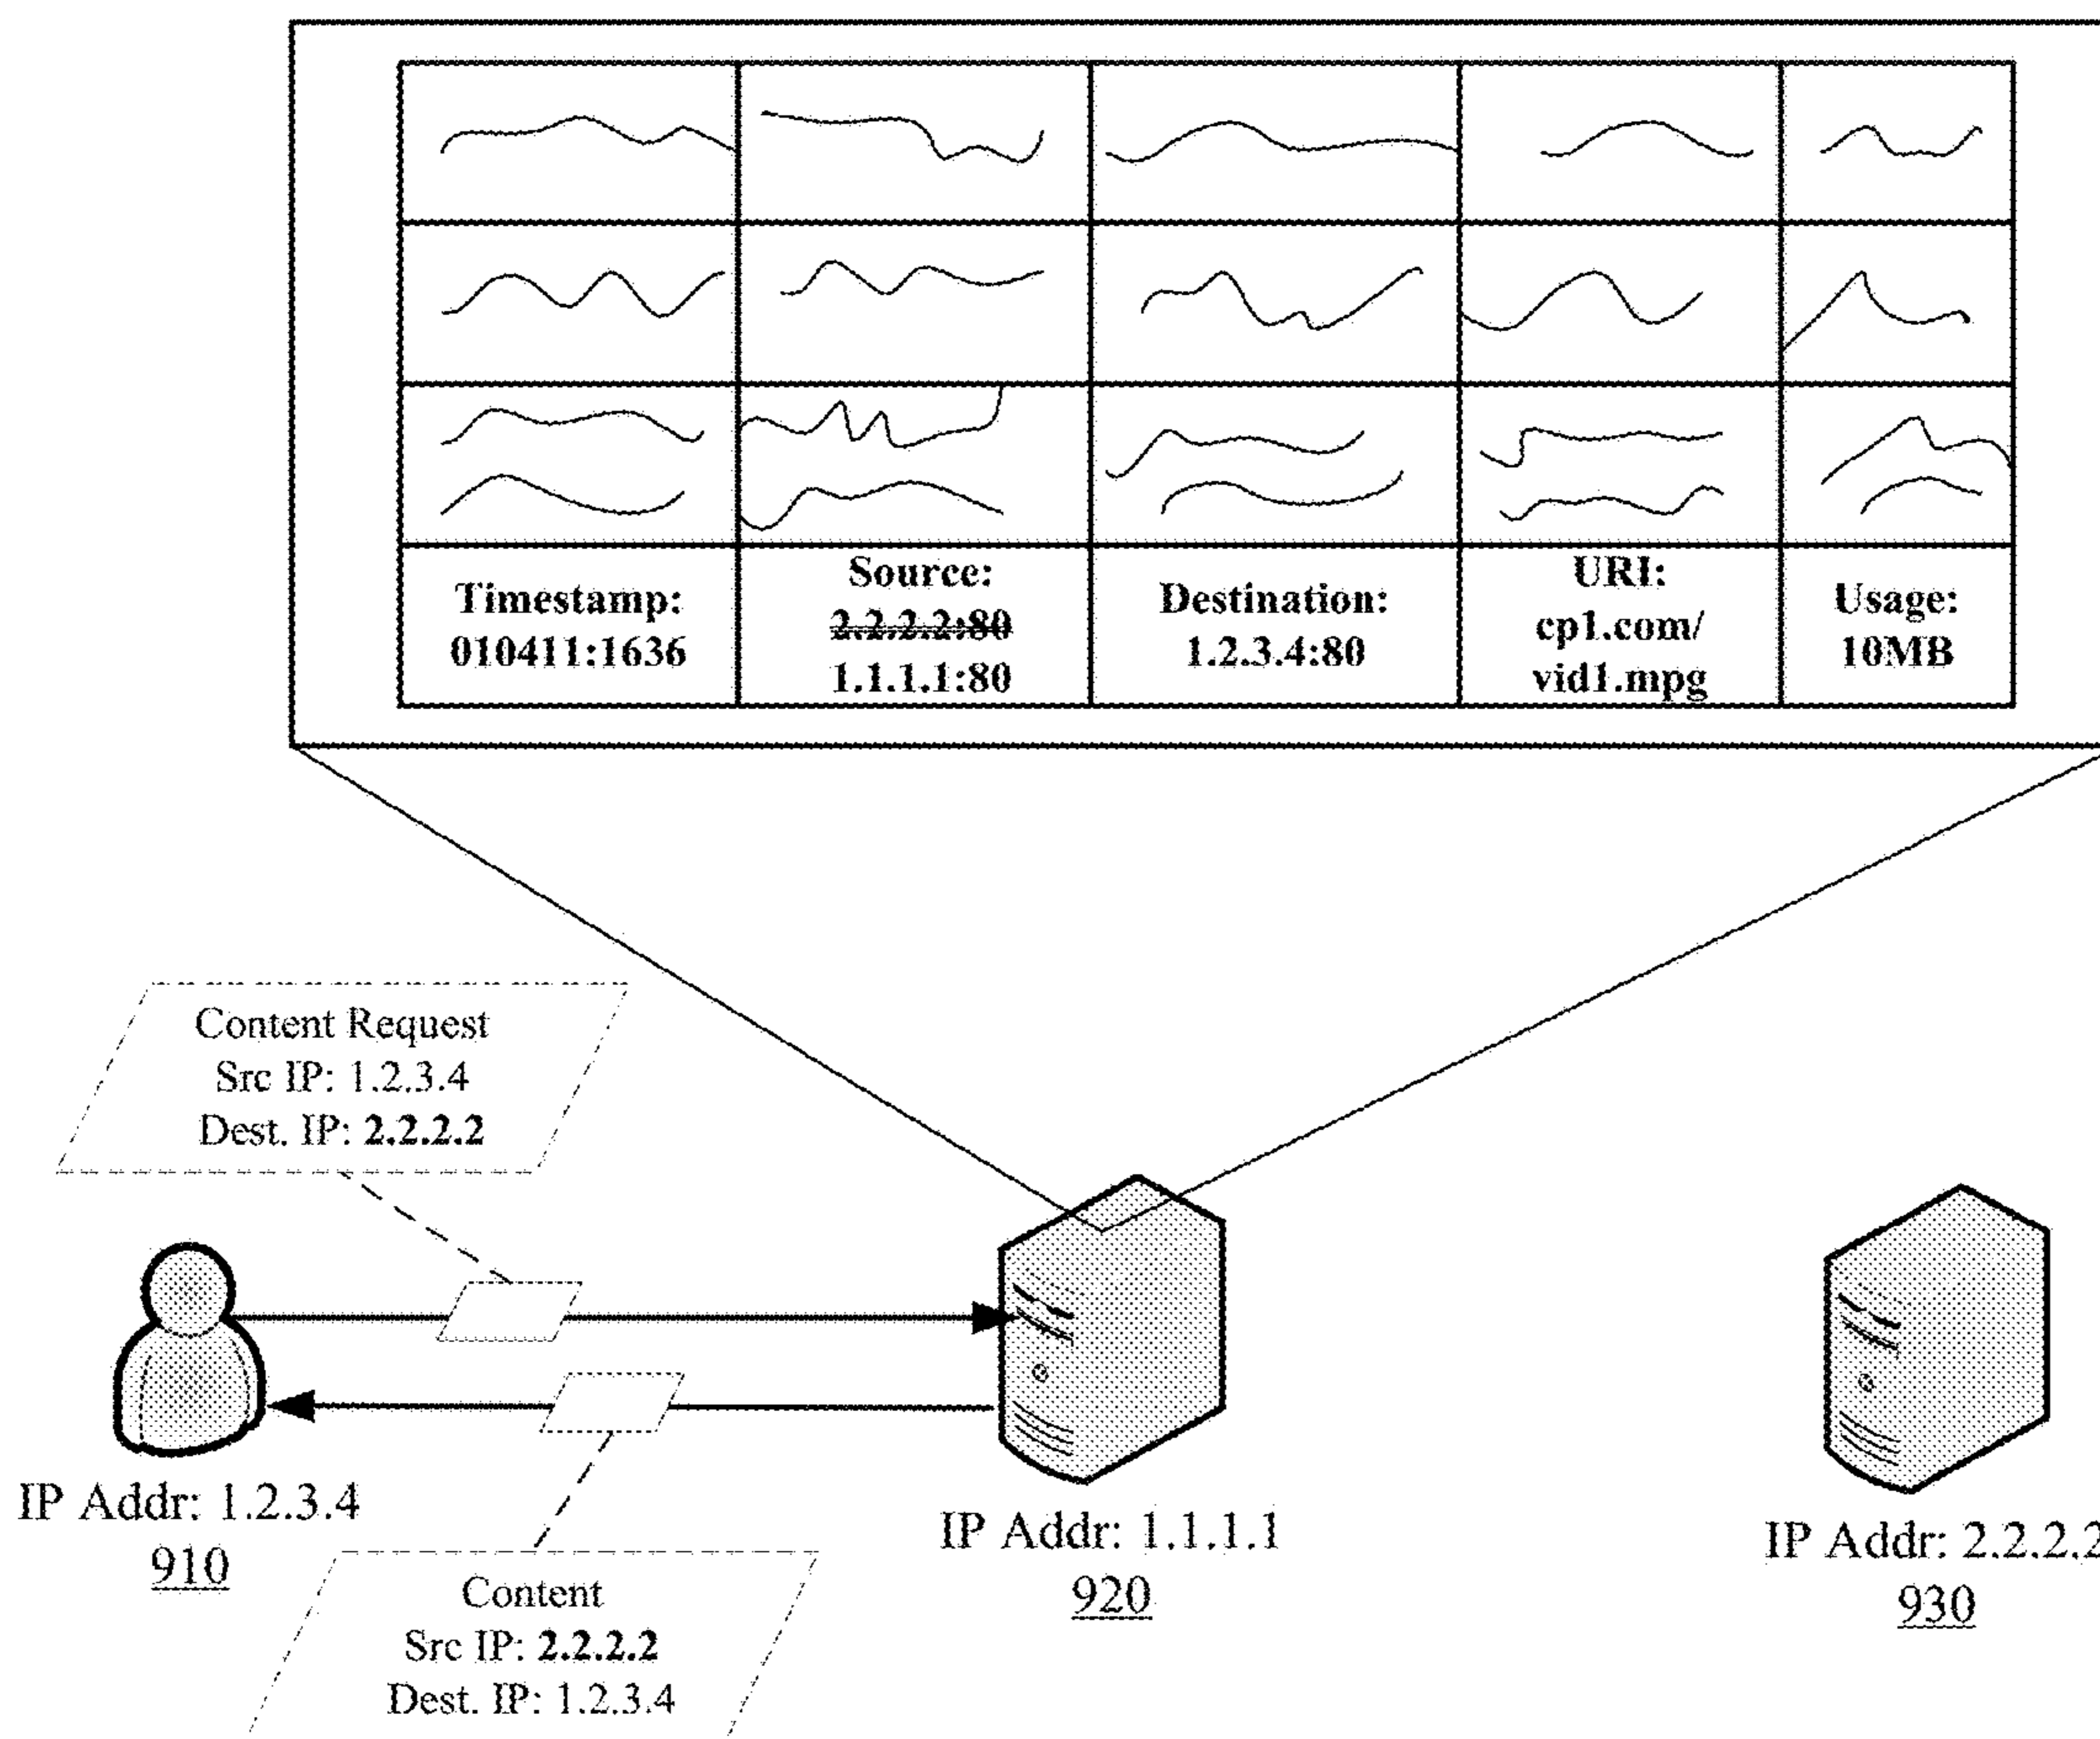 Timestamp:
010411:1636
Source:
2.2.2.2:80
1.1.1.1:80
Destination:
1.2.3.4:80
URI:
cp1.com/
vid1.mpg
Usage:
10MB
Content Request
Src IP: 1.2.3.4
Dest. IP: 2.2.2.2
IP Addr: 1.2.3.4
910
Content
Src IP: 2.2.2.2
Dest. IP: 1.2.3.4
IP Addr: 1.1.1.1
920
IP Addr: 2.2.2.2
930